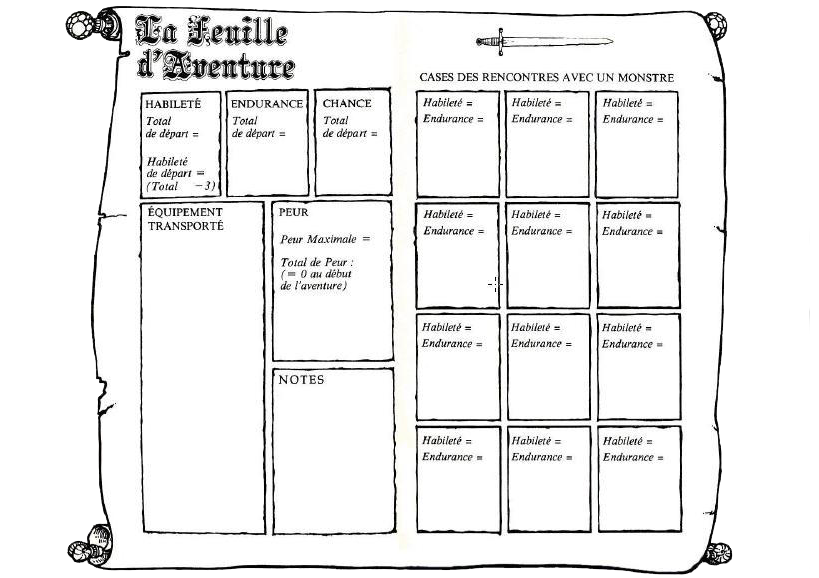 La Feuille
d'Aventure
HABILETÉ
Total
de départ =
Habileté
de départ =
(Total −3)
ENDURANCE
Total
de départ =
CHANCE
Total
de départ =
ÉQUIPEMENT
TRANSPORTÉ
PEUR
Peur Maximale =
Total de Peur :
(= 0 au début
de l'aventure)
NOTES
CASES DES RENCONTRES AVEC UN MONSTRE
Habileté =
Endurance =
Habileté =
Endurance =
Habileté =
Endurance =
Habileté =
Endurance =
Habileté =
Endurance =
Habileté =
Endurance =
Habileté =
Endurance =
Habileté =
Endurance =
Habileté =
Endurance =
Habileté =
Endurance =
Habileté =
Endurance =
Habileté =
Endurance =